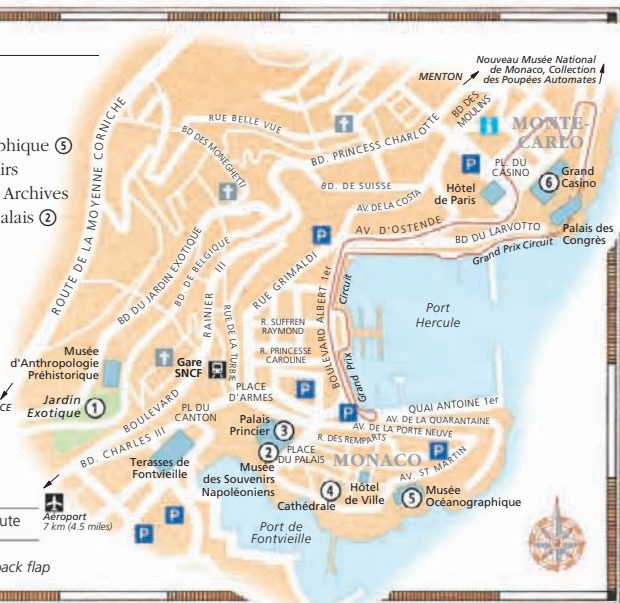 Nouveau Musée National
de Monaco, Collection
des Poupées Automates
MENTON
BD DES
MOULINS
MONTE-
CARLO
ROUTE DE LA MOYENNE CORNICHE
RUE BELLE VUE
BD DES MONEGHETTI
BD. PRINCESS CHARLOTTE
phique 5
irs
Archives
alais 2
P
PL. DU
CASINO
6
Grand
Casino
BD. DE SUISSE
Hôtel
de Paris
AV. DE LA COSTA
AV. D'OSTENDE
Palais des
Congrès
BD DU LARVOTTO
Grand Prix Circuit
P
BD DU JARDIN EXOTIQUE
BD. DE BELGIQUE
RAINIER III
RUE GRIMALDI
BOULEVARD ALBERT 1er
Grand Prix Circuit
Port
Hercule
RUE DE LA TURBIE
R. SUFFREN
RAYMOND
R. PRINCESSE
CAROLINE
Musée
d'Anthropologie
Préhistorique
Gare
SNCF
CE
Jardin
Exotique
1
BOULEVARD
PLACE
D'ARMES
P
P
QUAI ANTOINE 1er
PL DU
CANTON
Palais
Princier
3
AV. DE LA QUARANTAINE
AV. DE LA PORTE NEUVE
R. DES REMPARTS
BD. CHARLES III
Terasses de
Fontvieille
2
PLACE
DU PALAIS
MONACO
P
AV. ST MARTIN
Musée
des Souvenirs
Napoléoniens
4
Cathédrale
Hôtel
de Ville
5
Musée
Océanographique
Aéroport
7 km (4.5 miles)
P
P
Port de
Fontvieille
ute
ack flap